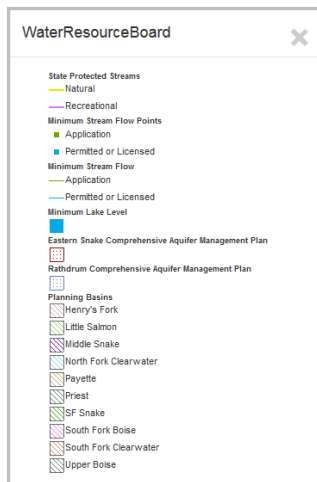 WaterResourceBoard
State Protected Streams
Natural
Recreational
Minimum Stream Flow Points
Application
Permitted or Licensed
Minimum Stream Flow
Application
Permitted or Licensed
Minimum Lake Level
Eastern Snake Comprehensive Aquifer Management Plan
Rathdrum Comprehensive Aquifer Management Plan
Planning Basins
Henry's Fork
Little Salmon
Middle Snake
North Fork Clearwater
Payette
Priest
SF Snake
South Fork Boise
South Fork Clearwater
Upper Boise